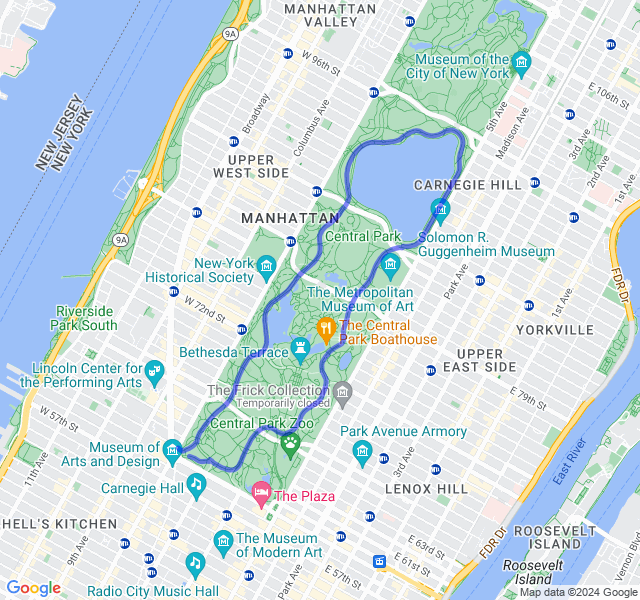 MANHATTAN
VALLEY
9A
W 96th St
Museum of the
City of New York
E 106th St
5th Ave
Madison Ave
3rd Ave
2nd Ave
1st Ave
NEW JERSEY
NEW YORK
Broadway
Columbus Ave
UPPER
WEST SIDE
CARNEGIE HILL
MANHATTAN
9A
Central Park
Solomon R.
Guggenheim Museum
New-York
Historical Society
Park Ave
FDR Dr
The Metropolitan
Museum of Art
1st Ave
Riverside
Park South
W 72nd St
The Central
Park Boathouse
YORKVILLE
Bethesda Terrace
Lincoln Center for
the Performing Arts
UPPER
EAST SIDE
The Frick Collection
Temporarily closed
E 79th St
W 57th St
Central Park Zoo
Park Avenue Armory
Museum of
Arts and Design
3rd Ave
East River
11th Ave
Carnegie Hall
The Plaza
LENOX HILL
HELL'S KITCHEN
9th Ave
The Museum
of Modern Art
E 63rd St
FDR Dr
ROOSEVELT
ISLAND
E 61st St
Roosevelt
Island
Radio City Music Hall
Park Ave
E 57th St
Google
Map data ©2024 Google